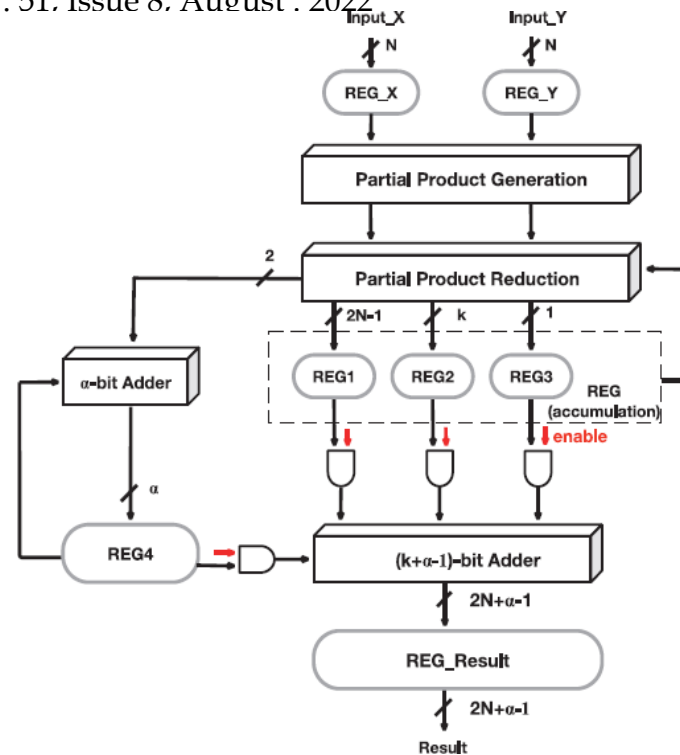 : 51, Issue 8, August : 2022
Input_X Input_Y
N N
REG_X REG_Y
Partial Product Generation
2
Partial Product Reduction
2N-1 k 1
α-bit Adder
REG1 REG2 REG3
REG
(accumulation)
enable
α
REG4
(k+α-1)-bit Adder
2N+α-1
REG_Result
2N+α-1
Result